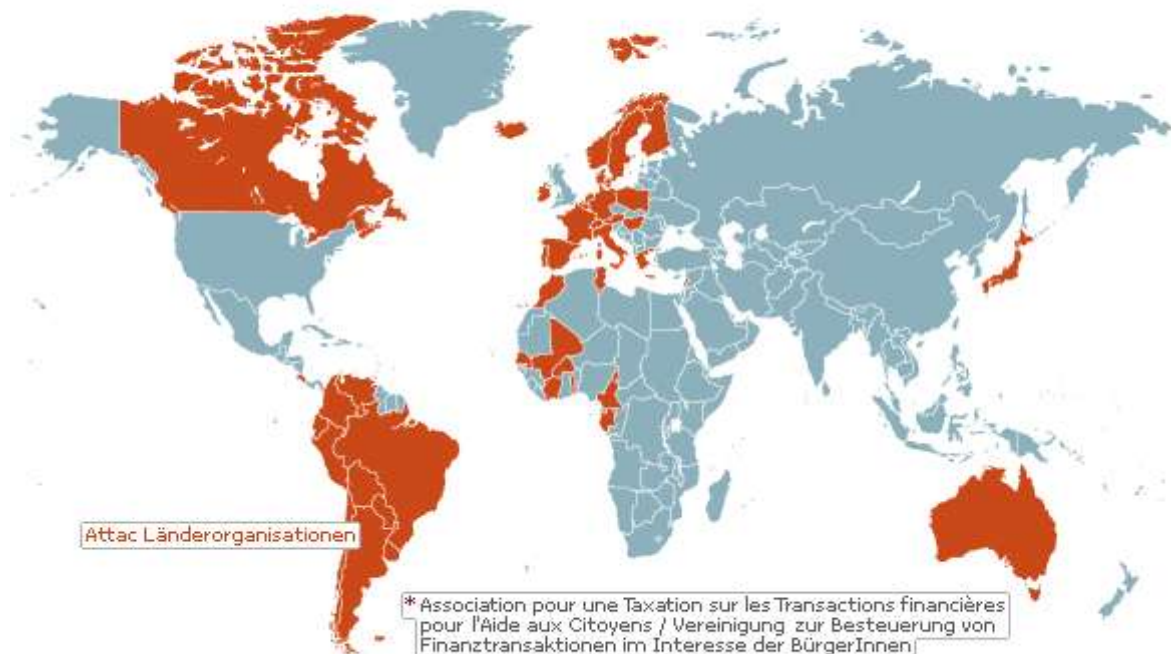 Attac Länderorganisationen
* Association pour une Taxation sur les Transactions financières
pour l'Aide aux Citoyens / Vereinigung zur Besteuerung von
Finanztransaktionen im Interesse der BürgerInnen